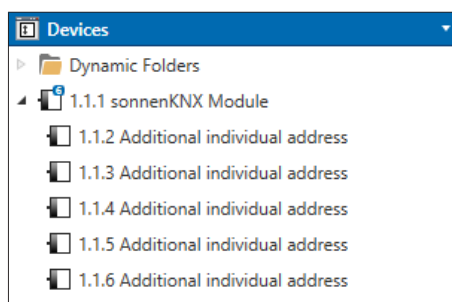 Devices
Dynamic Folders
6
1.1.1 sonnenKNX Module
1.1.2 Additional individual address
1.1.3 Additional individual address
1.1.4 Additional individual address
1.1.5 Additional individual address
1.1.6 Additional individual address